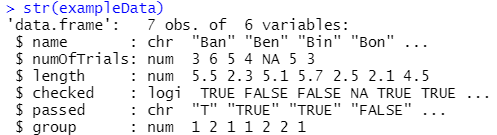 > str(exampleData)
'data.frame':   7 obs. of  6 variables:
 $ name       : chr  "Ban" "Ben" "Bin" "Bon" ...
 $ numOfTrials: num  3 6 5 4 NA 5 3
 $ length     : num  5.5 2.3 5.1 5.7 2.5 2.1 4.5
 $ checked    : logi  TRUE FALSE FALSE NA TRUE TRUE ...
 $ passed     : chr  "T" "TRUE" "TRUE" "FALSE" ...
 $ group      : num  1 2 1 1 2 2 1